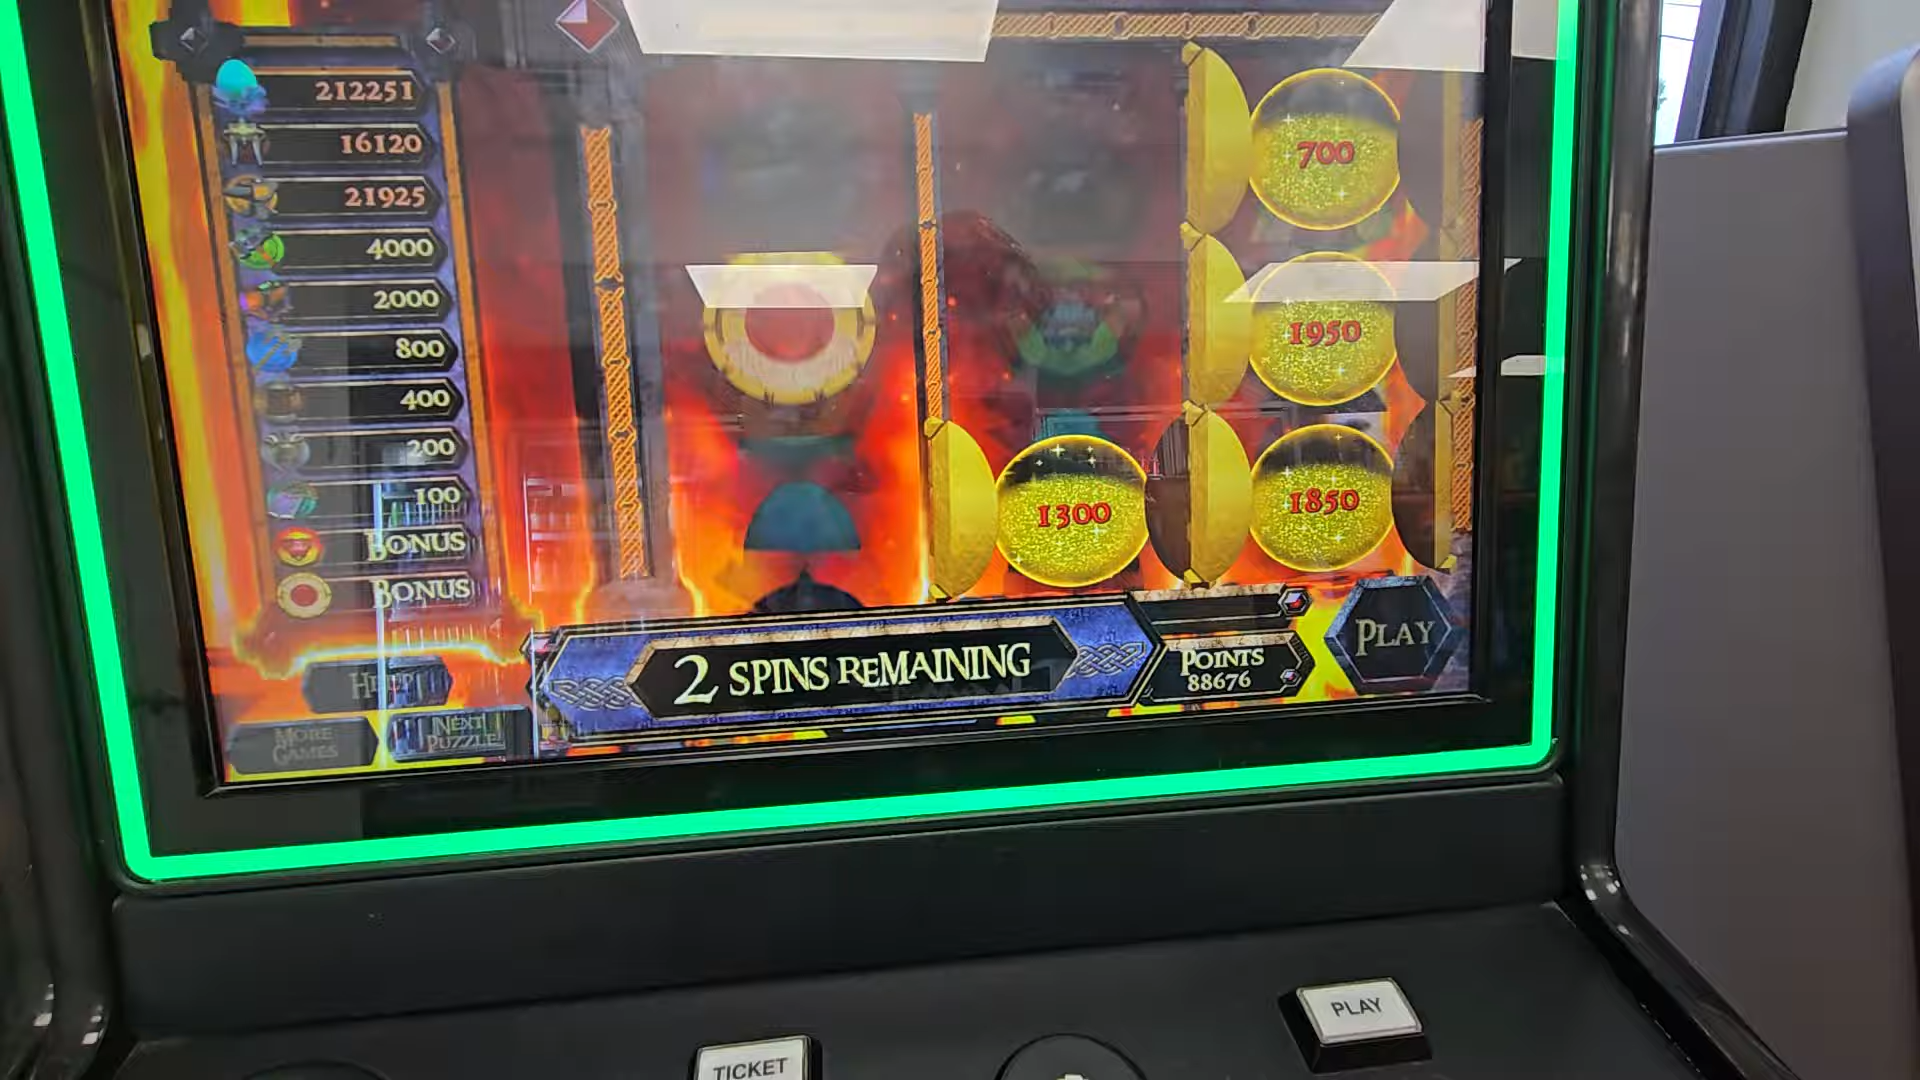 212251
16120
21925
4000
2000
800
400
200
100
BONUS
BONUS
700
1950
1300
1850
HELP
MORE
GAMES
NEXT
PUZZLE
2 SPINS REMAINING
POINTS
88676
PLAY
PLAY
TICKET